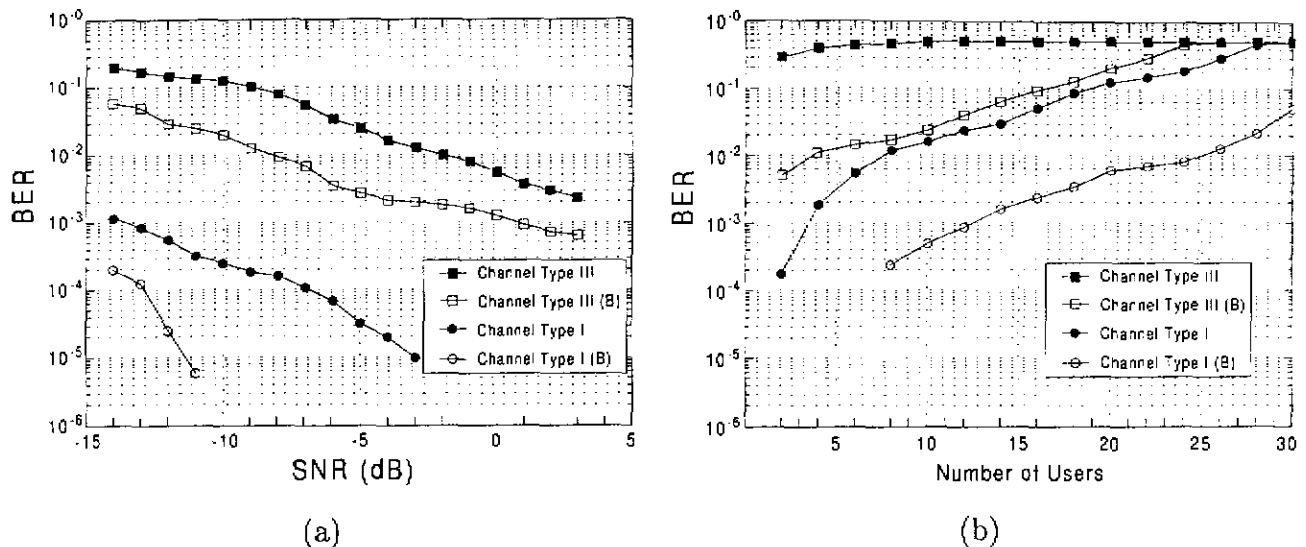 10^-0
10^-1
10^-2
10^-3
10^-4
10^-5
10^-6
BER
-15
-10
-5
0
5
SNR (dB)
Channel Type III
Channel Type III (B)
Channel Type I
Channel Type I (B)
(a)
10^-0
10^-1
10^-2
10^-3
10^-4
10^-5
10^-6
BER
5
5
10
15
20
15
20
30
Number of Users
Channel Type III
Channel Type III (B)
Channel Type I
Channel Type I (B)
(b)